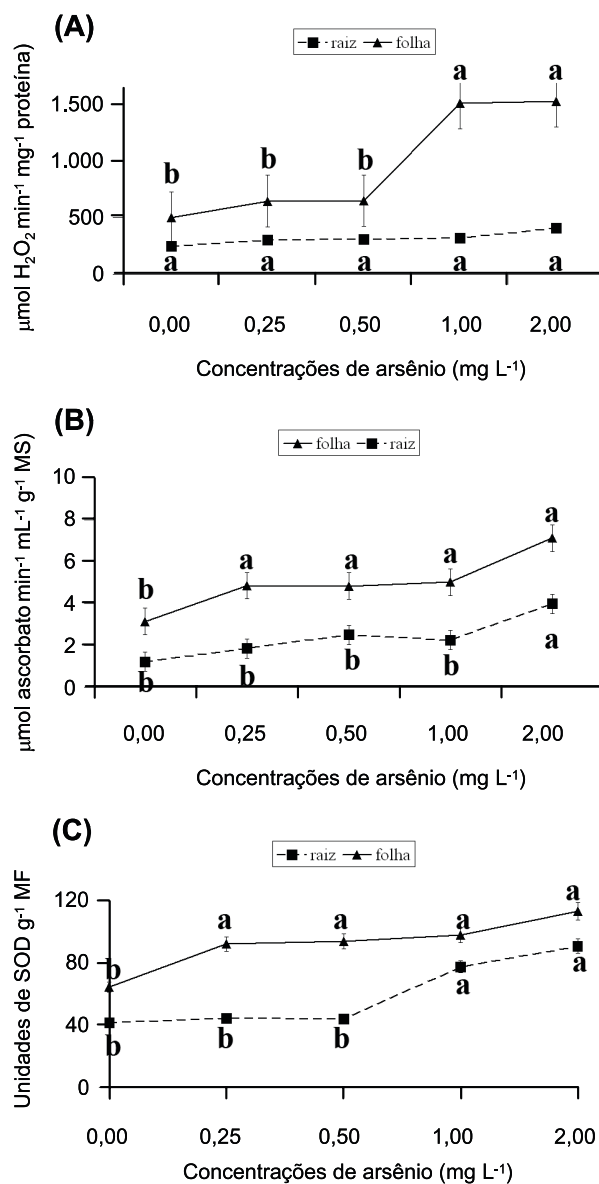 (A)
raiz folha
µmol H₂O₂ min⁻¹ mg⁻¹ proteína)
1.500
1.000
500
0
b b b a a
a a a a a
0,00 0,25 0,50 1,00 2,00
Concentrações de arsênio (mg L⁻¹)
(B)
folha raiz
µmol ascorbato min⁻¹ mL⁻¹ g⁻¹ MS)
10
8
6
4
2
0
b a a a a
b b b b a
0,00 0,25 0,50 1,00 2,00
Concentrações de arsênio (mg L⁻¹)
(C)
raiz folha
Unidades de SOD g⁻¹ MF
120
80
40
0
b a a a a
b b b a a
0,00 0,25 0,50 1,00 2,00
Concentrações de arsênio (mg L⁻¹)